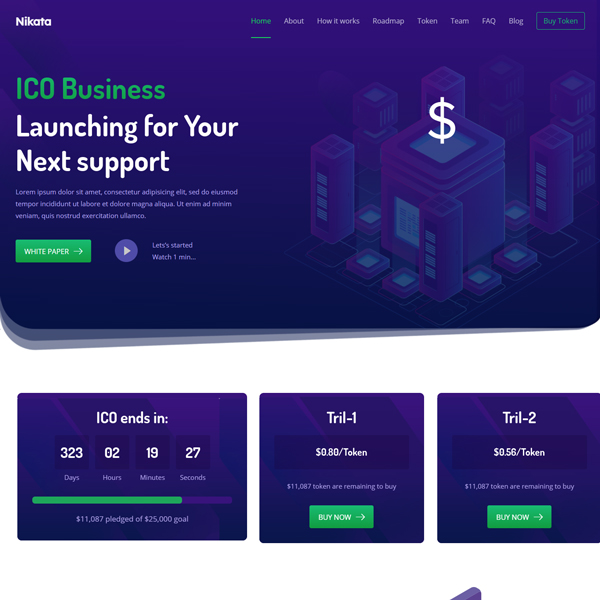 Nikata
Home About How it works Roadmap Token Team FAQ Blog Buy Token
ICO Business
Launching for Your
Next support
Lorem ipsum dolor sit amet, consectetur adipisicing elit, sed do eiusmod
tempor incididunt ut labore et dolore magna aliqua. Ut enim ad minim
veniam, quis nostrud exercitation ullamco.
WHITE PAPER
Lets's started
Watch 1 min...
$
ICO ends in:
323 02 19 27
Days Hours Minutes Seconds
$11,087 pledged of $25,000 goal
Tril-1
$0.80/Token
$11,087 token are remaining to buy
BUY NOW
Tril-2
$0.56/Token
$11,087 token are remaining to buy
BUY NOW